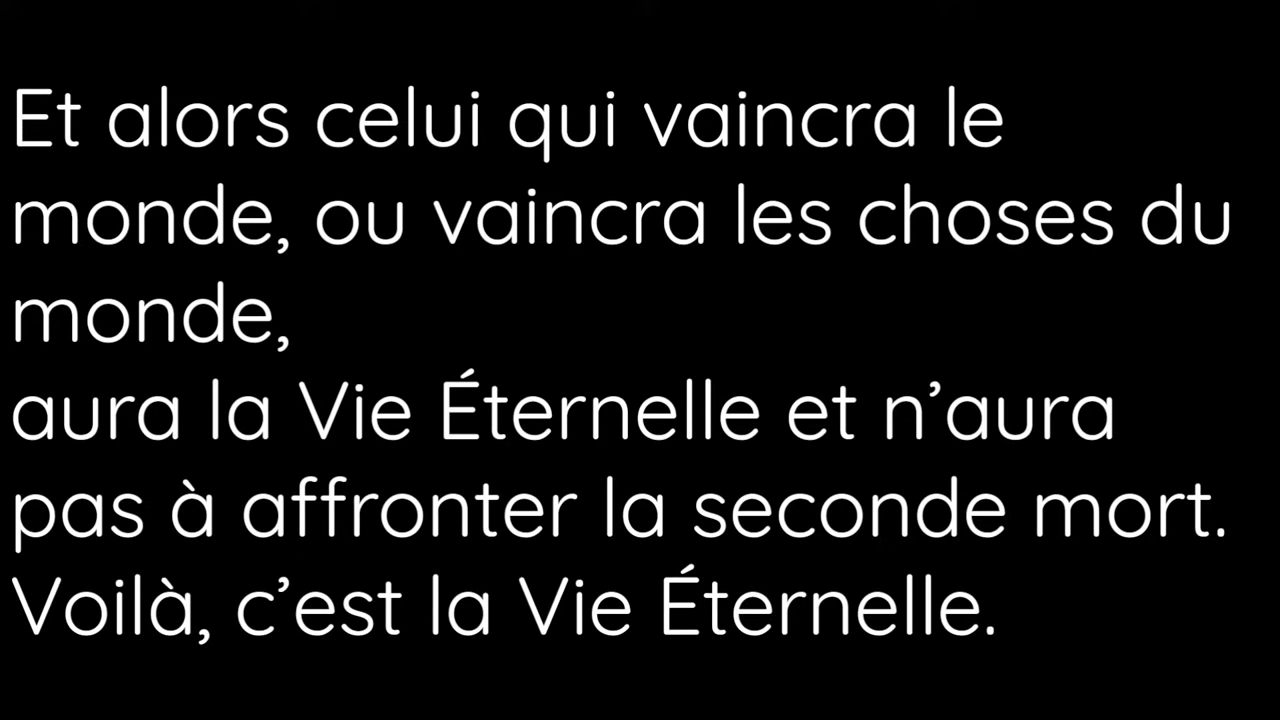 Et alors celui qui vaincra le
monde, ou vaincra les choses du
monde,
aura la Vie Éternelle et n’aura
pas à affronter la seconde mort.
Voilà, c’est la Vie Éternelle.